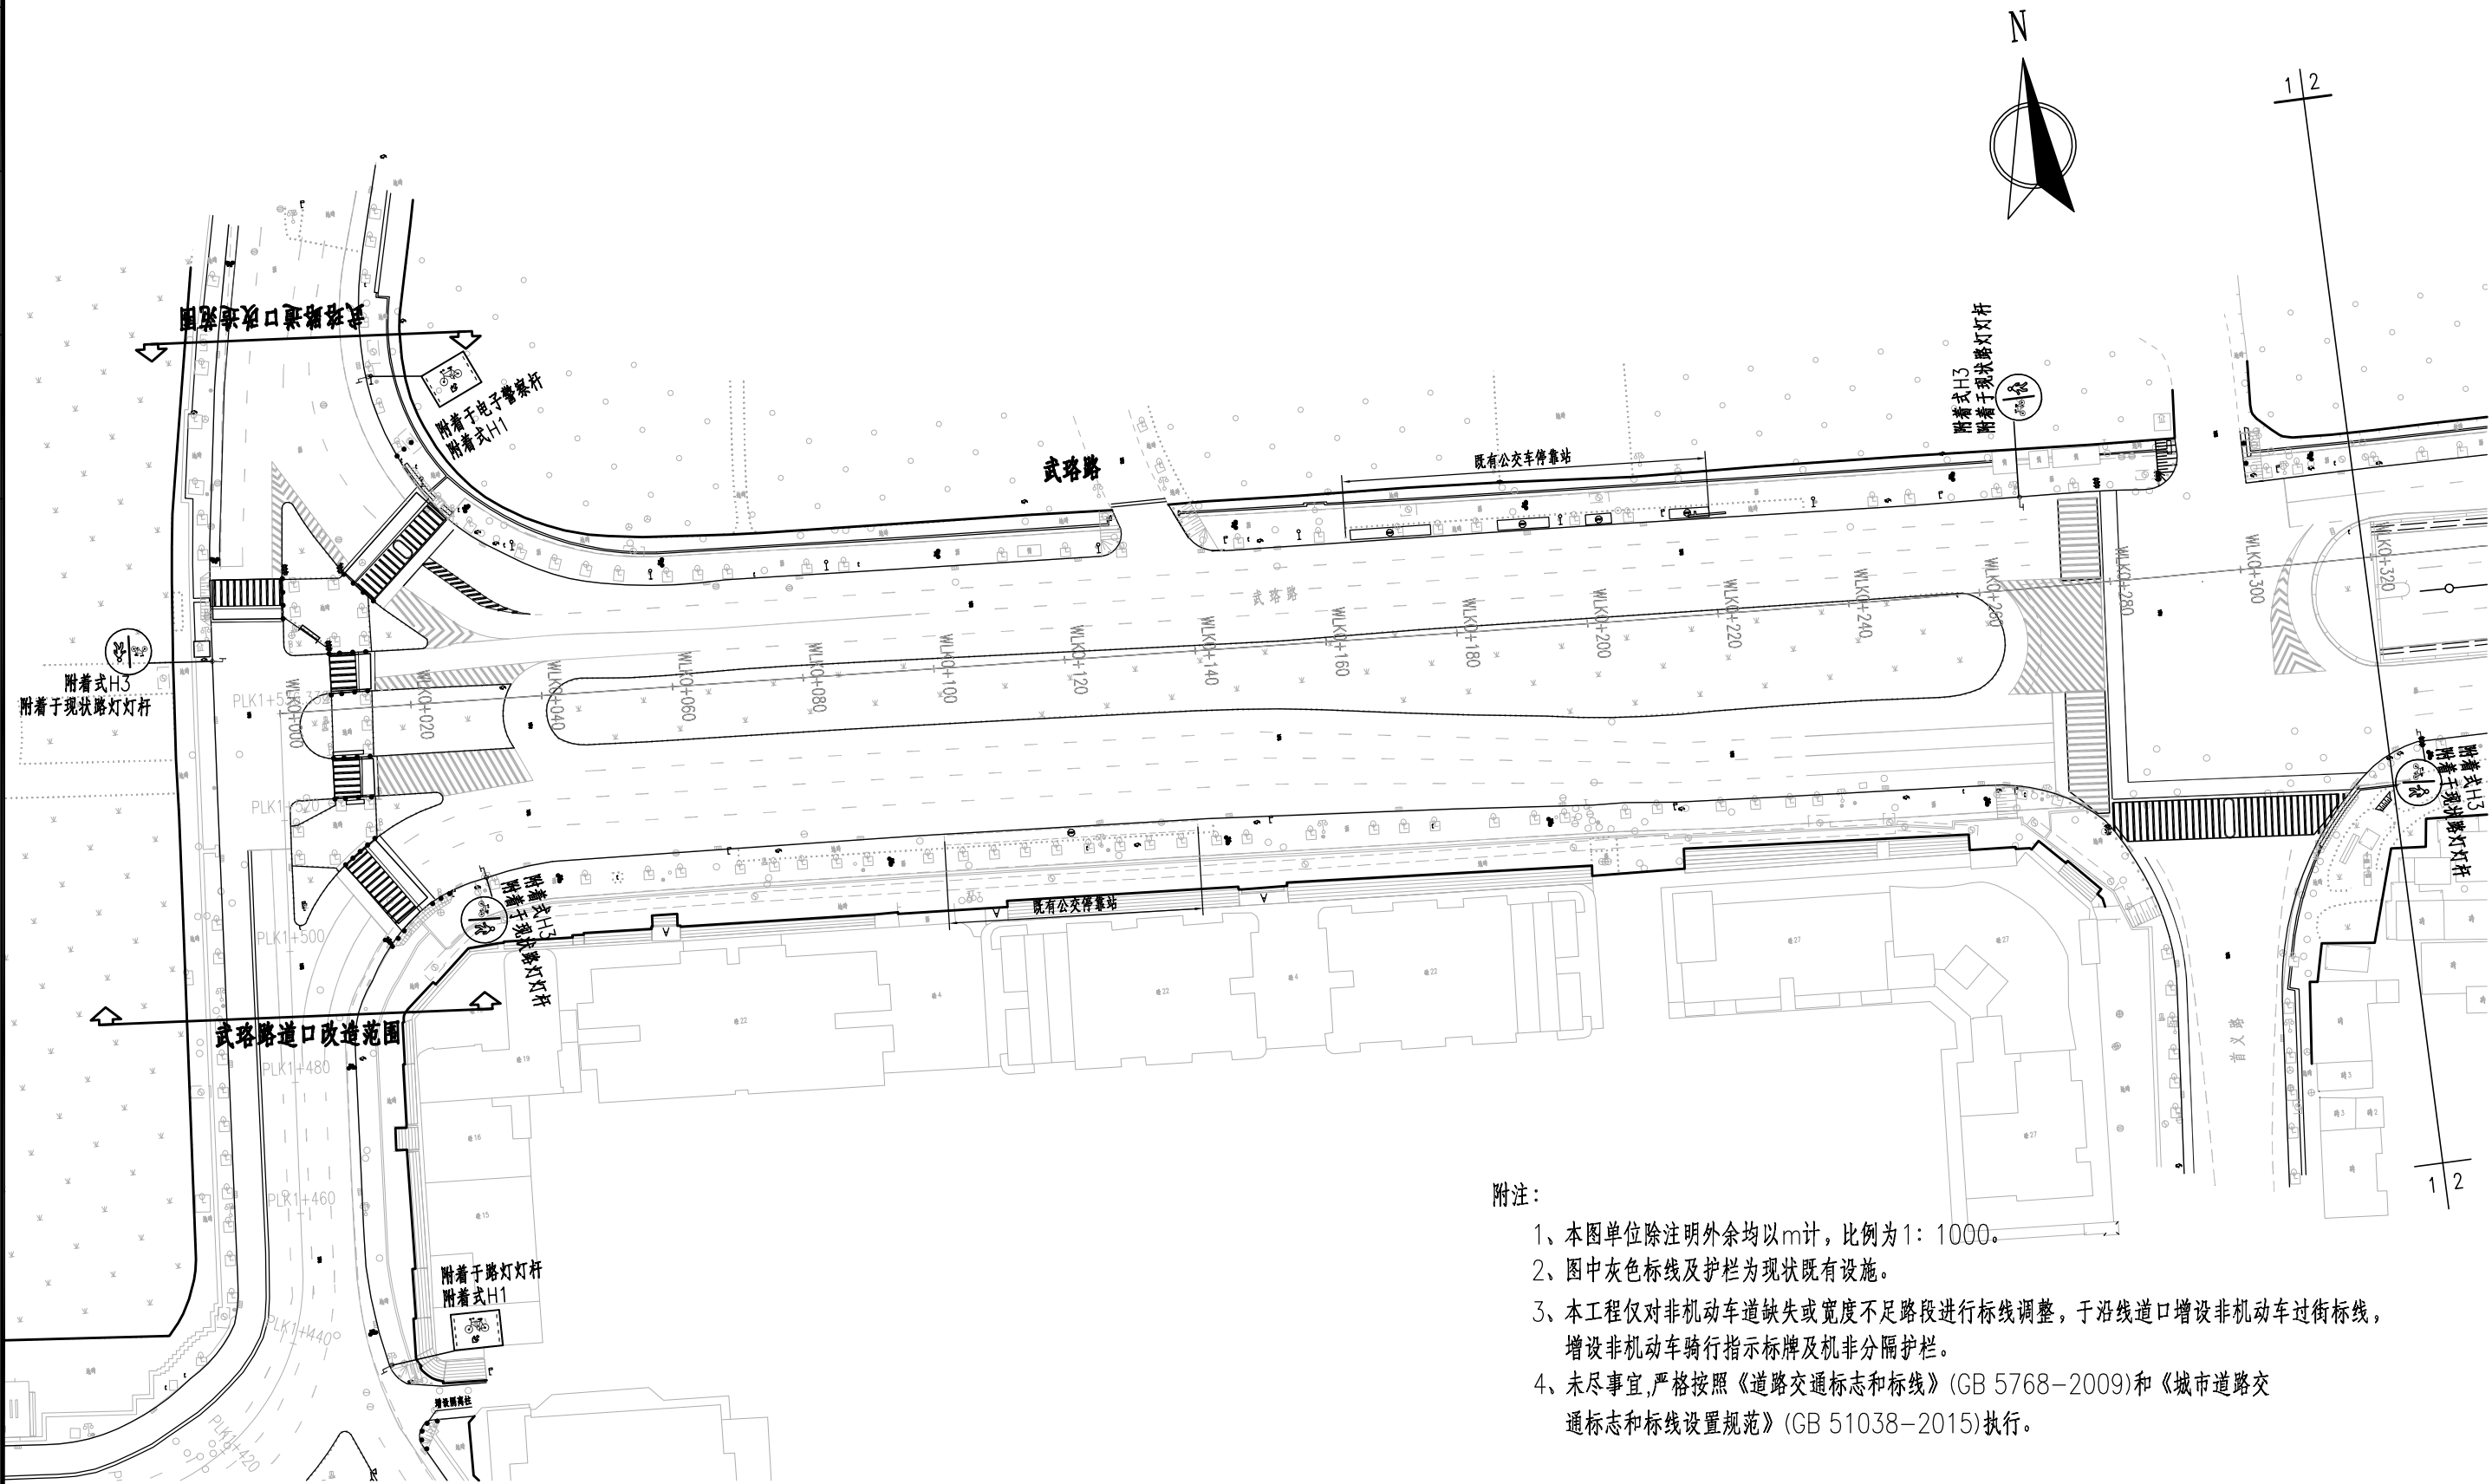 N
1 2
武珞路道口改造范围
附着于电子警察杆
附着式H1
附着式H3
附着于现状路灯灯杆
武珞路
既有公交车停靠站
武珞路
附着式H3
附着于现状路灯灯杆
WLK0+000
WLK0+020
WLK0+040
WLK0+060
WLK0+080
WLK0+100
WLK0+120
WLK0+140
WLK0+160
WLK0+180
WLK0+200
WLK0+220
WLK0+240
WLK0+260
WLK0+280
WLK0+300
WLK0+320
PLK1+520
PLK1+500
PLK1+480
PLK1+460
PLK1+440
PLK1+420
附着式H3
附着于现状路灯灯杆
附着式H3
附着于现状路灯灯杆
既有公交停靠站
武珞路道口改造范围
首义路
附着于路灯灯杆
附着式H1
增设隔离柱
1 2
附注：
1、本图单位除注明外余均以m计，比例为1：1000。
2、图中灰色标线及护栏为现状既有设施。
3、本工程仅对非机动车道缺失或宽度不足路段进行标线调整，于沿线道口增设非机动车过街标线，
增设非机动车骑行指示标牌及机非分隔护栏。
4、未尽事宜,严格按照《道路交通标志和标线》(GB 5768-2009)和《城市道路交
通标志和标线设置规范》(GB 51038-2015)执行。